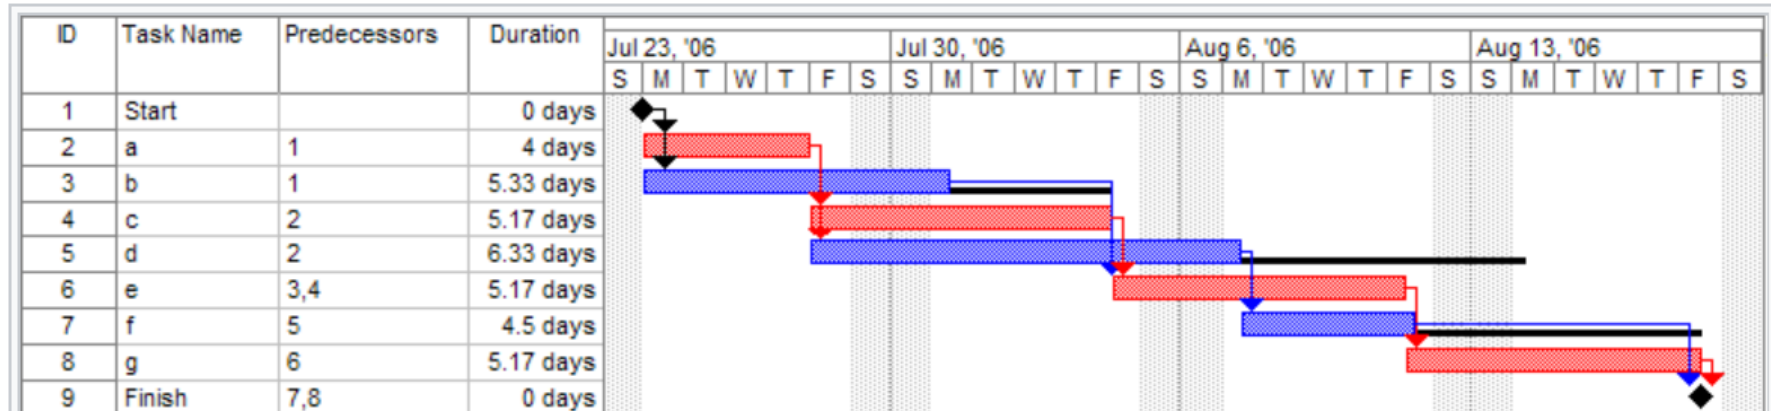 ID Task Name Predecessors Duration
Jul 23, '06 Jul 30, '06 Aug 6, '06 Aug 13, '06
S M T W T F S S M T W T F S S M T W T F S S M T W T F S
1 Start 0 days
2 a 1 4 days
3 b 1 5.33 days
4 c 2 5.17 days
5 d 2 6.33 days
6 e 3,4 5.17 days
7 f 5 4.5 days
8 g 6 5.17 days
9 Finish 7,8 0 days